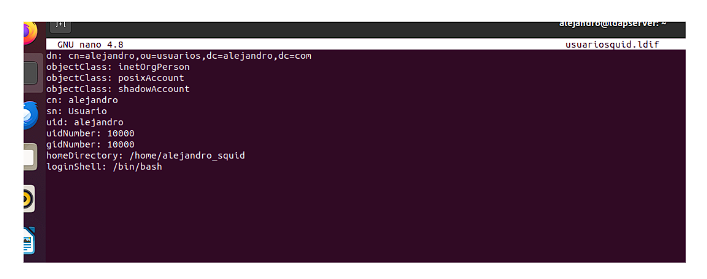 alejandro@ldapserver: ~
GNU nano 4.8 usuariosquid.ldif
dn: cn=alejandro,ou=usuarios,dc=alejandro,dc=com
objectClass: inetOrgPerson
objectClass: posixAccount
objectClass: shadowAccount
cn: alejandro
sn: Usuario
uid: alejandro
uidNumber: 10000
gidNumber: 10000
homeDirectory: /home/alejandro_squid
loginShell: /bin/bash